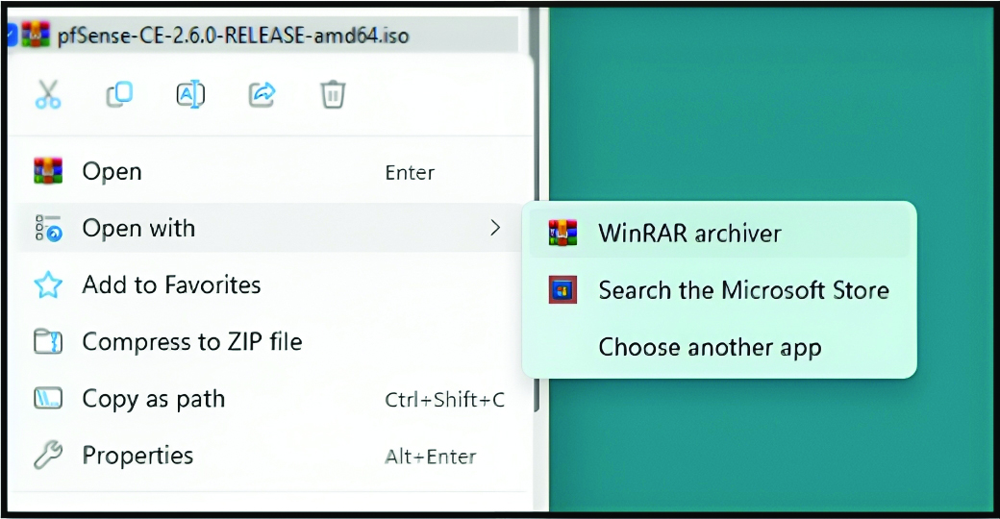 pfSense-CE-2.6.0-RELEASE-amd64.iso
Open Enter
Open with
WinRAR archiver
Search the Microsoft Store
Choose another app
Add to Favorites
Compress to ZIP file
Copy as path Ctrl+Shift+C
Properties Alt+Enter